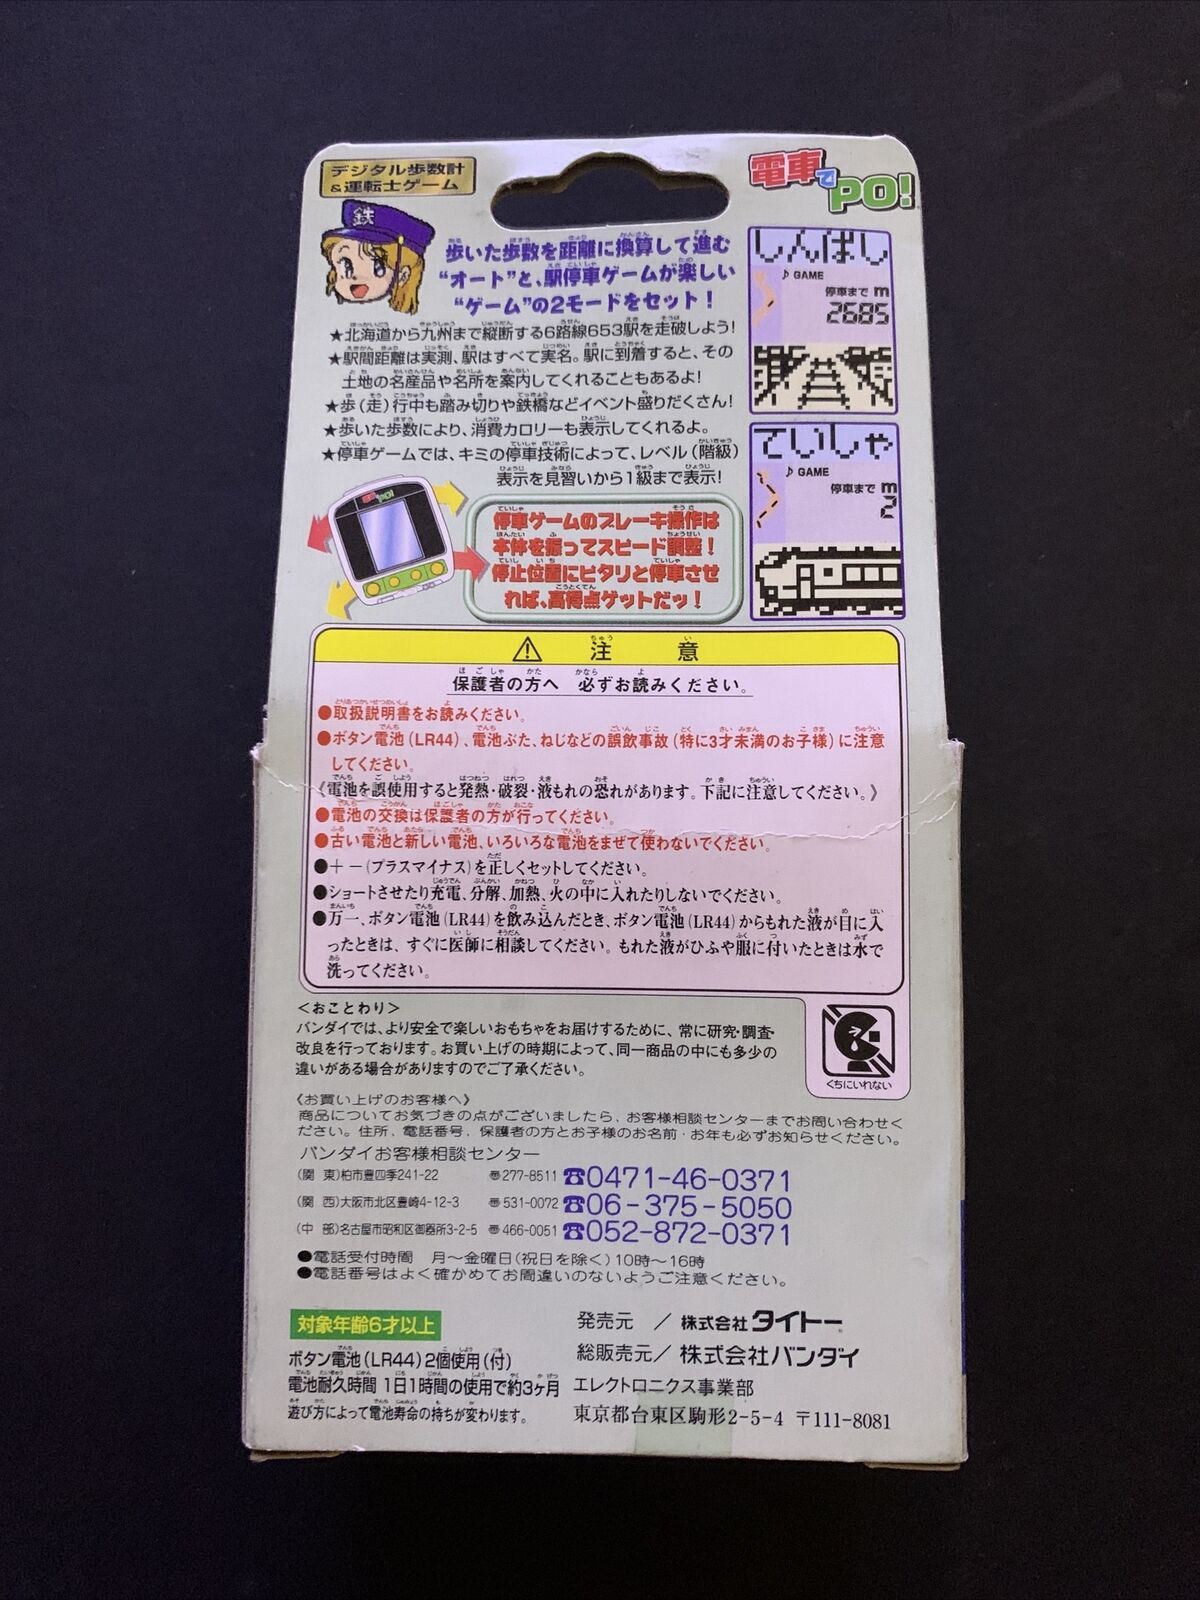 デジタル歩数計
&運転士ゲーム
電車でPO!
鉄
歩いた歩数を距離に換算して進む
“オート”と、駅停車ゲームが楽しい
“ゲーム”の2モードをセット!
★北海道から九州まで縦断する6路線653駅を走破しよう!
★駅間距離は実測、駅はすべて実名。駅に到着すると、その
土地の名産品や名所を案内してくれることもあるよ!
★歩(走)行中も踏み切りや鉄橋などイベント盛りだくさん!
★歩いた歩数により、消費カロリーも表示してくれるよ。
★停車ゲームでは、キミの停車技術によって、レベル(階級)
表示を見習いから1級まで表示!
しんばし
♪ GAME
停車まで m
2685
ていしゃ
♪ GAME
停車まで m
2
電車でPO!
停車ゲームのブレーキ操作は
本体を振ってスピード調整!
停止位置にピタリと停車させ
れば、高得点ゲットだッ!
⚠ 注意
保護者の方へ 必ずお読みください。
●取扱説明書をお読みください。
●ボタン電池(LR44)、電池ぶた、ねじなどの誤飲事故(特に3才未満のお子様)に注意
してください。
《電池を誤使用すると発熱・破裂・液もれの恐れがあります。下記に注意してください。》
●電池の交換は保護者の方が行ってください。
●古い電池と新しい電池、いろいろな電池をまぜて使わないでください。
●+−(プラスマイナス)を正しくセットしてください。
●ショートさせたり充電、分解、加熱、火の中に入れたりしないでください。
●万一、ボタン電池(LR44)を飲み込んだとき、ボタン電池(LR44)からもれた液が目に入
ったときは、すぐに医師に相談してください。もれた液がひふや服に付いたときは水で
洗ってください。
<おことわり>
バンダイでは、より安全で楽しいおもちゃをお届けするために、常に研究・調査・
改良を行っております。お買い上げの時期によって、同一商品の中にも多少の
違いがある場合がありますのでご了承ください。
くちにいれない
《お買い上げのお客様へ》
商品についてお気づきの点がございましたら、お客様相談センターまでお問い合わせく
ださい。住所、電話番号、保護者の方とお子様のお名前・お年も必ずお知らせください。
バンダイお客様相談センター
(関 東)柏市豊四季241-22 〒277-8511 ☎0471-46-0371
(関 西)大阪市北区豊崎4-12-3 〒531-0072 ☎06-375-5050
(中 部)名古屋市昭和区御器所3-2-5 〒466-0051 ☎052-872-0371
●電話受付時間 月～金曜日(祝日を除く)10時～16時
●電話番号はよく確かめてお間違いのないようご注意ください。
対象年齢6才以上
ボタン電池(LR44)2個使用(付)
電池耐久時間 1日1時間の使用で約3ヶ月
遊び方によって電池寿命の持ちが変わります。
発売元 / 株式会社タイトー
総販売元/ 株式会社バンダイ
エレクトロニクス事業部
東京都台東区駒形2-5-4 〒111-8081